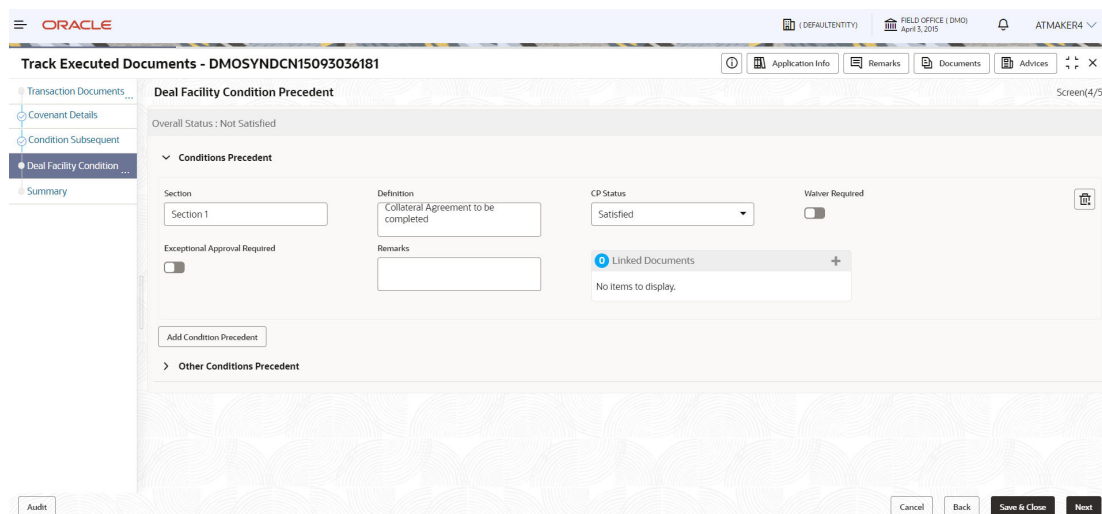 ORACLE
( DEFAULTENTITY)
FIELD OFFICE ( DMO)
April 3, 2015
ATMAKER4
Track Executed Documents - DMOSYNDCN15093036181
Application Info
Remarks
Documents
Advices
Transaction Documents ...
Covenant Details
Condition Subsequent
Deal Facility Condition ...
Summary
Deal Facility Condition Precedent
Screen(4/5
Overall Status : Not Satisfied
Conditions Precedent
Section
Definition
CP Status
Waiver Required
Section 1
Collateral Agreement to be
completed
Satisfied
Exceptional Approval Required
Remarks
0 Linked Documents
No items to display.
Add Condition Precedent
Other Conditions Precedent
Audit
Cancel
Back
Save & Close
Next